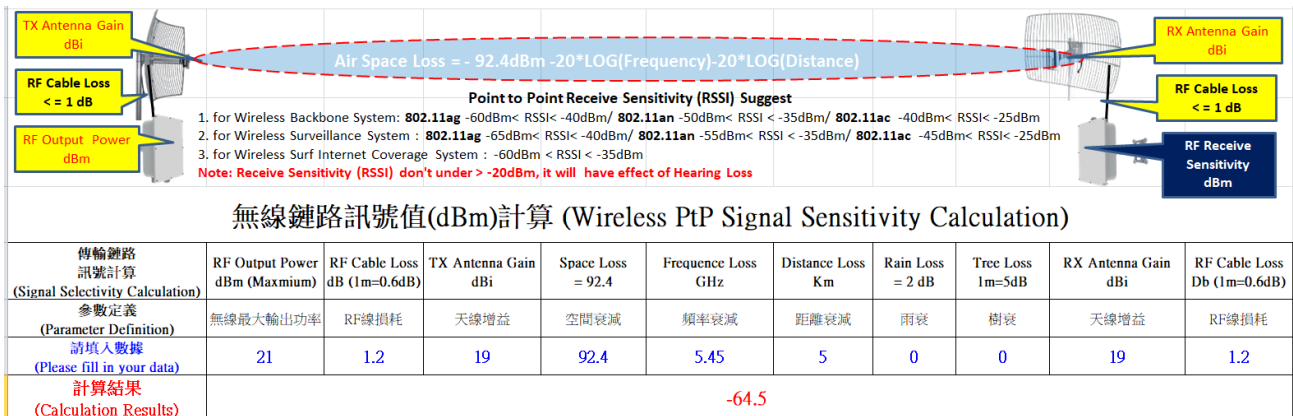 TX Antenna Gain
dBi
RX Antenna Gain
dBi
Air Space Loss = - 92.4dBm -20*LOG(Frequency)-20*LOG(Distance)
RF Cable Loss
< = 1 dB
RF Cable Loss
< = 1 dB
Point to Point Receive Sensitivity (RSSI) Suggest
1. for Wireless Backbone System: 802.11ag -60dBm< RSSI< -40dBm/ 802.11an -50dBm< RSSI < -35dBm/ 802.11ac -40dBm< RSSI< -25dBm
2. for Wireless Surveillance System : 802.11ag -65dBm< RSSI< -40dBm/ 802.11an -55dBm< RSSI < -35dBm/ 802.11ac -45dBm< RSSI< -25dBm
3. for Wireless Surf Internet Coverage System : -60dBm < RSSI < -35dBm
Note: Receive Sensitivity (RSSI) don't under > -20dBm, it will have effect of Hearing Loss
RF Output Power
dBm
RF Receive
Sensitivity
dBm
無線鏈路訊號值(dBm)計算 (Wireless PtP Signal Sensitivity Calculation)
傳輸鏈路
訊號計算
(Signal Selectivity Calculation)
RF Output Power
dBm (Maxmium)
RF Cable Loss
dB (1m=0.6dB)
TX Antenna Gain
dBi
Space Loss
= 92.4
Frequence Loss
GHz
Distance Loss
Km
Rain Loss
= 2 dB
Tree Loss
1m=5dB
RX Antenna Gain
dBi
RF Cable Loss
Db (1m=0.6dB)
參數定義
(Parameter Definition)
無線最大輸出功率
RF線損耗
天線增益
空間衰減
頻率衰減
距離衰減
雨衰
樹衰
天線增益
RF線損耗
請填入數據
(Please fill in your data)
21
1.2
19
92.4
5.45
5
0
0
19
1.2
計算結果
(Calculation Results)
-64.5